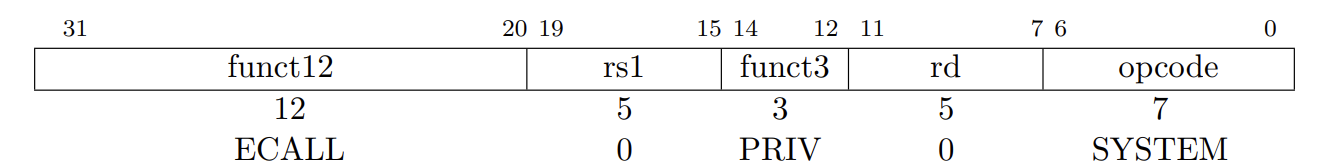 31 20 19 15 14 12 11 7 6 0
funct12 rs1 funct3 rd opcode
12 5 3 5 7
ECALL 0 PRIV 0 SYSTEM